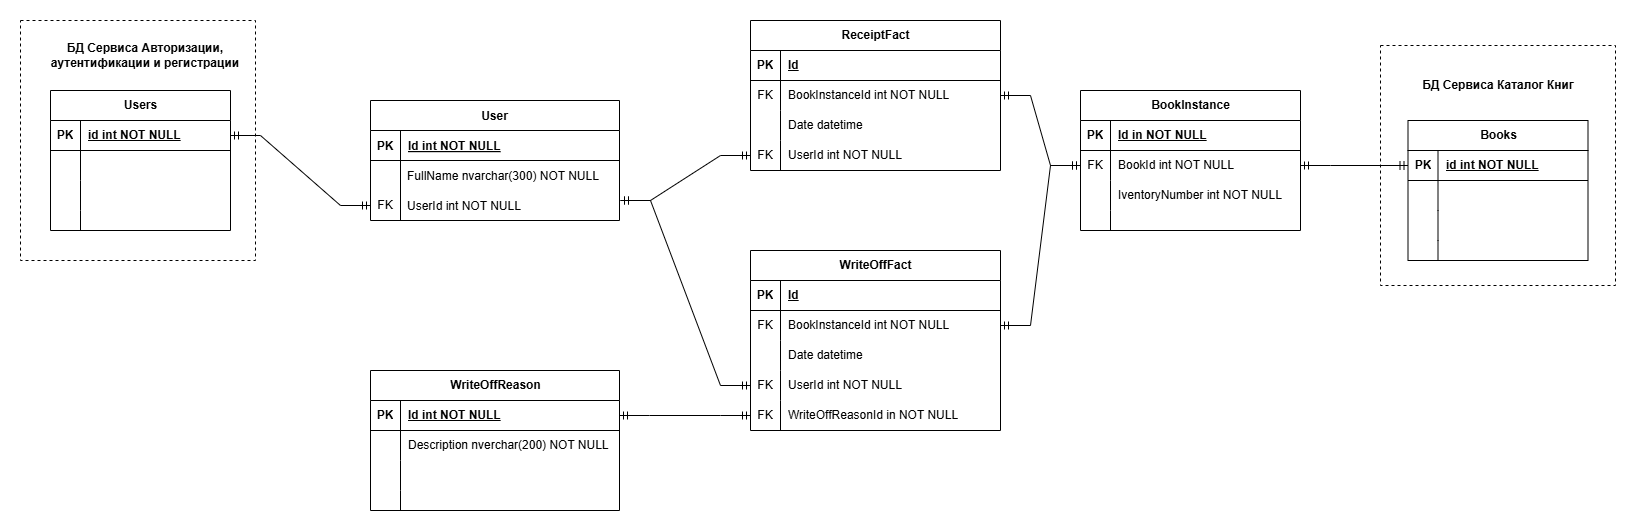 БД Сервиса Авторизации,
аутентификации и регистрации
Users
PK id int NOT NULL
User
PK Id int NOT NULL
FullName nvarchar(300) NOT NULL
FK UserId int NOT NULL
WriteOffReason
PK Id int NOT NULL
Description nverchar(200) NOT NULL
ReceiptFact
PK Id
FK BookInstanceId int NOT NULL
Date datetime
FK UserId int NOT NULL
WriteOffFact
PK Id
FK BookInstanceId int NOT NULL
Date datetime
FK UserId int NOT NULL
FK WriteOffReasonId in NOT NULL
BookInstance
PK Id in NOT NULL
FK BookId int NOT NULL
IventoryNumber int NOT NULL
БД Сервиса Каталог Книг
Books
PK id int NOT NULL